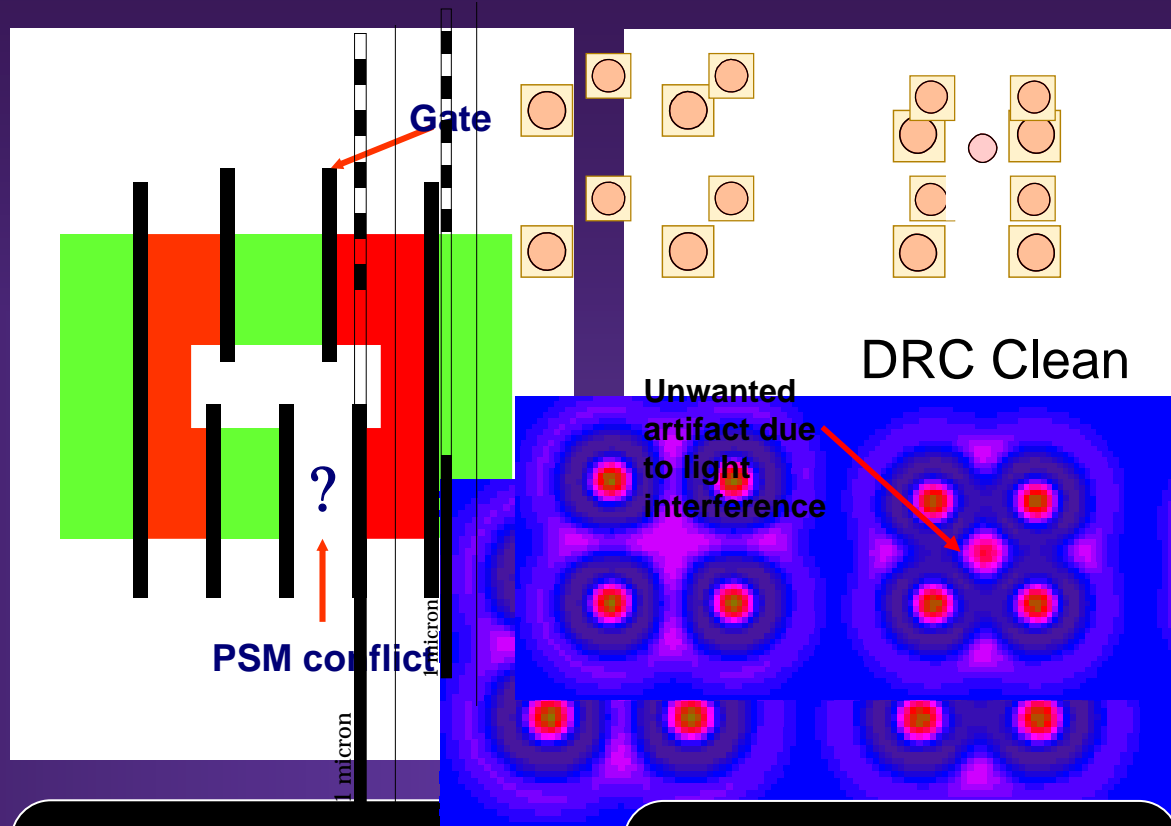 Gate
?
PSM conflict
1 micron
1 micron
DRC Clean
Unwanted
artifact due
to light
interference